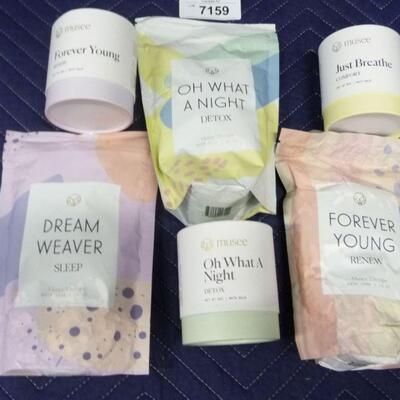 7159
musee
Forever Young
OH WHAT
A NIGHT
DETOX
musee
Just Breathe
COMFORT
DREAM
WEAVER
SLEEP
musee
Oh What A
Night
DETOX
FOREVER
YOUNG
RENEW